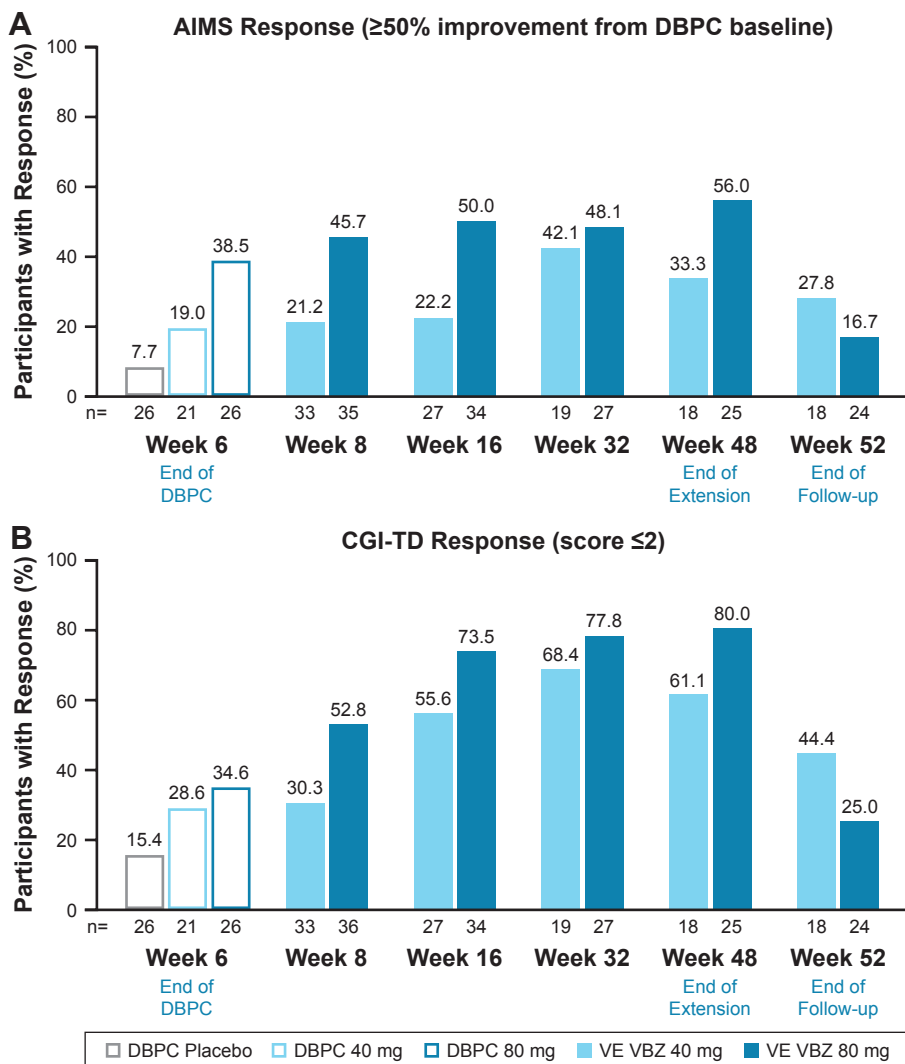 A
AIMS Response (≥50% improvement from DBPC baseline)
Participants with Response (%)
100
80
60
40
20
0
7.7
19.0
38.5
21.2
45.7
22.2
50.0
42.1
48.1
33.3
56.0
27.8
16.7
n= 26 21 26 33 35 27 34 19 27 18 25 18 24
Week 6 Week 8 Week 16 Week 32 Week 48 Week 52
End of DBPC
End of Extension
End of Follow-up
B
CGI-TD Response (score ≤2)
Participants with Response (%)
100
80
60
40
20
0
15.4
28.6
34.6
30.3
52.8
55.6
73.5
68.4
77.8
61.1
80.0
44.4
25.0
n= 26 21 26 33 36 27 34 19 27 18 25 18 24
Week 6 Week 8 Week 16 Week 32 Week 48 Week 52
End of DBPC
End of Extension
End of Follow-up
DBPC Placebo DBPC 40 mg DBPC 80 mg VE VBZ 40 mg VE VBZ 80 mg